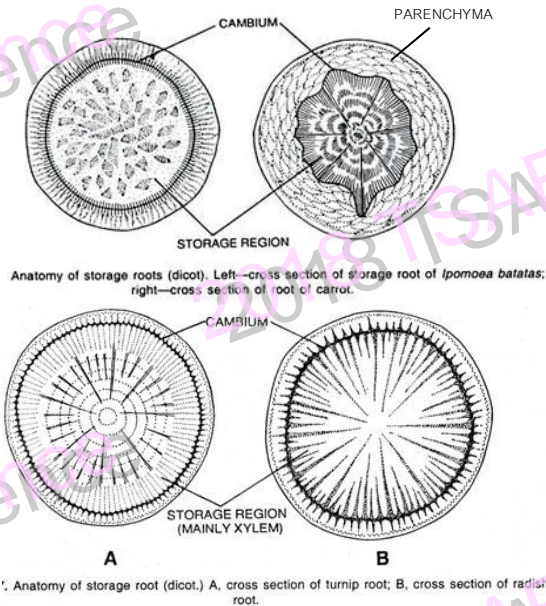 PARENCHYMA
CAMBIUM
STORAGE REGION
Anatomy of storage roots (dicot). Left—cross section of storage root of Ipomoea batatas;
right—cross section of root of carrot.
2018 TSAF
CAMBIUM
STORAGE REGION
(MAINLY XYLEM)
A B
'. Anatomy of storage root (dicot.) A, cross section of turnip root; B, cross section of radish
root.